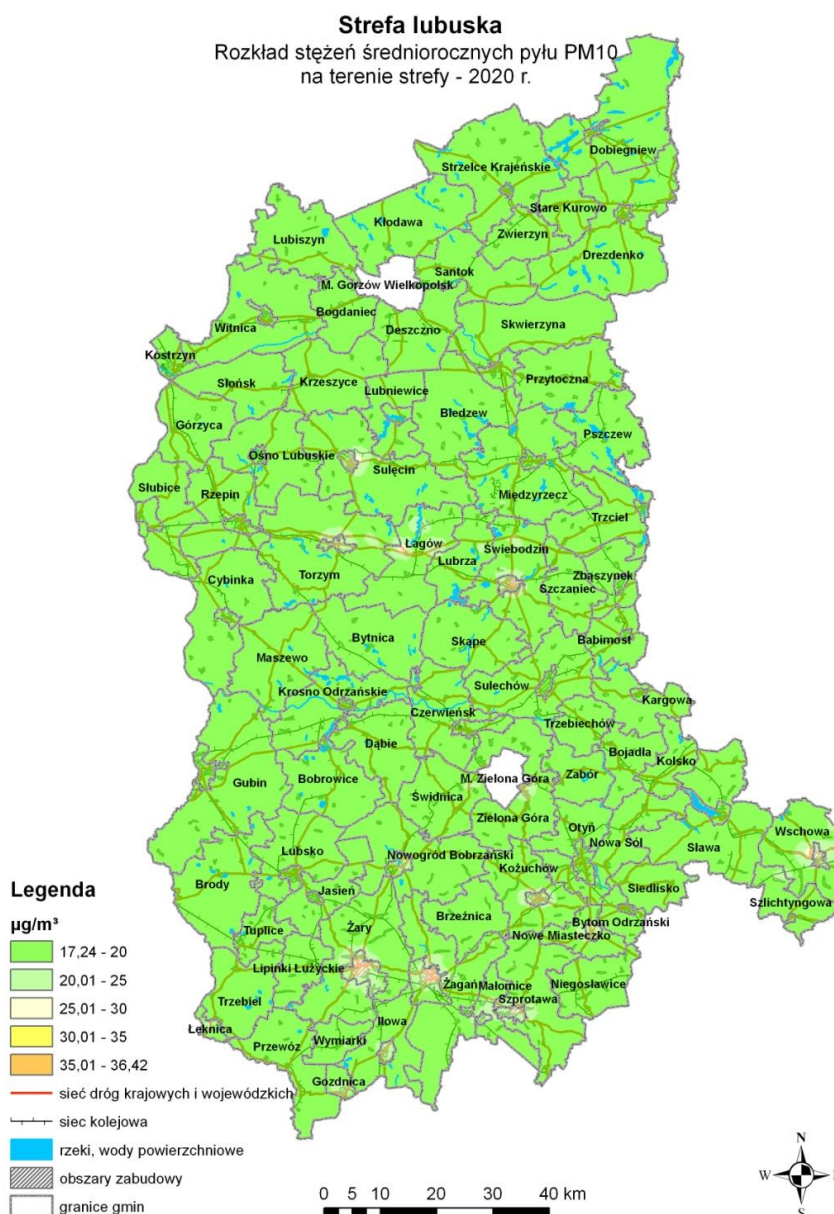 Strefa lubuska
Rozkład stężeń średniorocznych pyłu PM10
na terenie strefy - 2020 r.
Dobiegniew
Strzelce Krajeńskie
Stare Kurowo
Kłodawa
Zwierzyn
Lubiszyn
Drezdenko
Santok
M. Gorzów Wielkopolsk
Bogdaniec
Skwierzyna
Witnica
Deszczno
Kostrzyn
Słońsk
Krzeszyce
Przytoczna
Lubniewice
Bledzew
Górzyca
Pszczew
Ośno Lubuskie
Sulęcin
Słubice
Rzepin
Międzyrzecz
Trzciel
Łagów
Świebodzin
Lubrza
Cybinka
Torzym
Zbąszynek
Szczaniec
Bytnica
Skąpe
Babimost
Maszewo
Krosno Odrzańskie
Sulechów
Kargowa
Czerwieńsk
Trzebiechów
Dąbie
Bojadła
Kolsko
Gubin
Bobrowice
M. Zielona Góra
Zabór
Świdnica
Zielona Góra
Otyń
Wschowa
Nowa Sól
Sława
Lubsko
Nowogród Bobrzański
Kożuchów
Brody
Jasień
Siedlisko
Szlichtyngowa
Brzeźnica
Bytom Odrzański
Tuplice
Żary
Nowe Miasteczko
Lipinki Łużyckie
Żagań
Małomice
Niegosławice
Trzebiel
Szprotawa
Łęknica
Iłowa
Przewóz
Wymiarki
Gozdnica
Legenda
µg/m³
17,24 - 20
20,01 - 25
25,01 - 30
30,01 - 35
35,01 - 36,42
sieć dróg krajowych i wojewódzkich
siec kolejowa
rzeki, wody powierzchniowe
obszary zabudowy
granice gmin
0 5 10 20 30 40 km
N
W
S